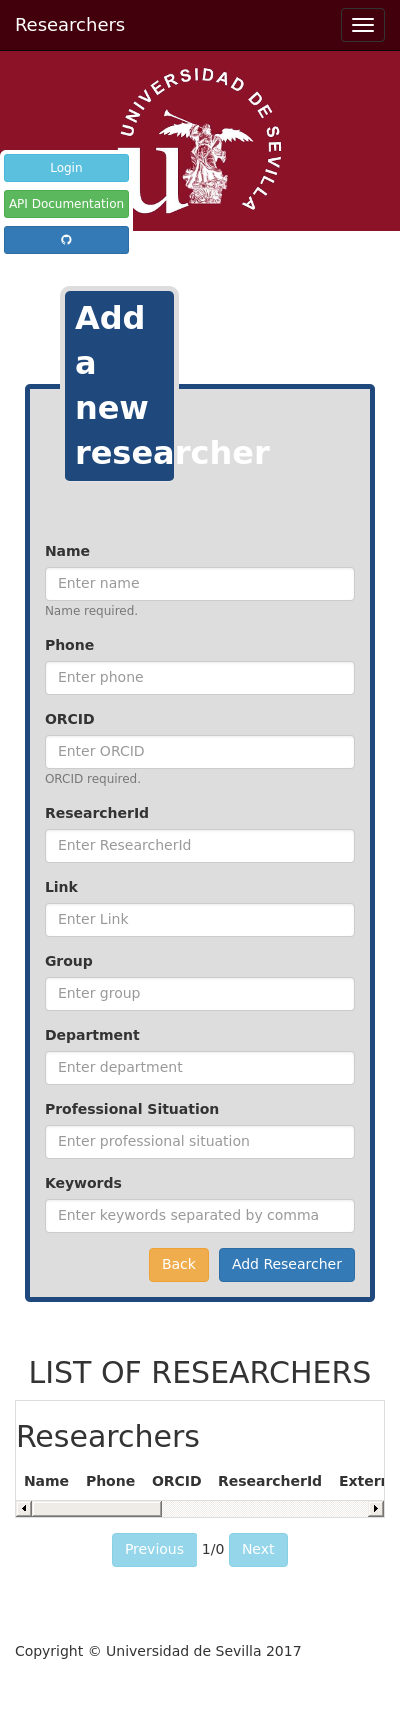 Researchers
UNIVERSIDAD DE SEVILLA
u
Login
API Documentation
Add
a
new
researcher
Name
Enter name
Name required.
Phone
Enter phone
ORCID
Enter ORCID
ORCID required.
ResearcherId
Enter ResearcherId
Link
Enter Link
Group
Enter group
Department
Enter department
Professional Situation
Enter professional situation
Keywords
Enter keywords separated by comma
Back Add Researcher
LIST OF RESEARCHERS
Researchers
Name Phone ORCID ResearcherId Extern
Previous 1/0 Next
Copyright © Universidad de Sevilla 2017